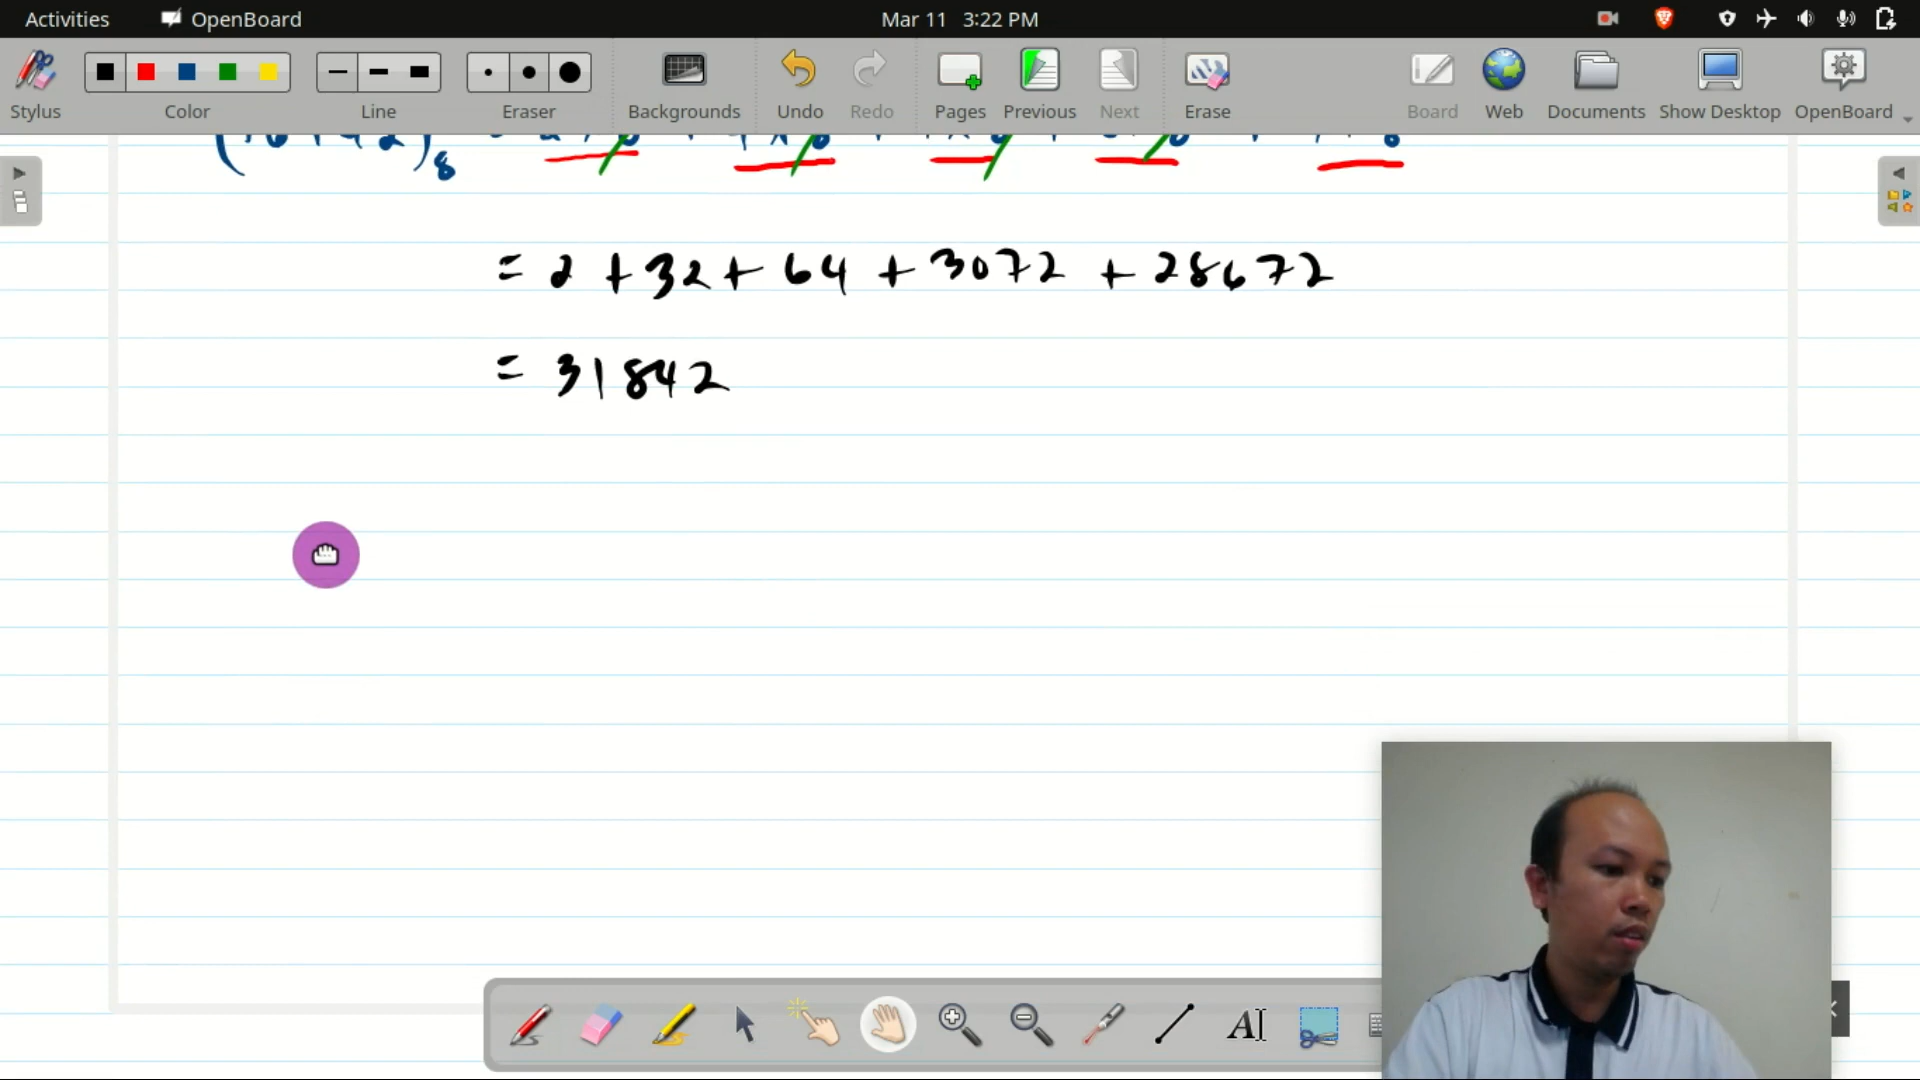 Activities OpenBoard Mar 11 3:22 PM
Stylus Color Line Eraser Backgrounds Undo Redo Pages Previous Next Erase Board Web Documents Show Desktop OpenBoard
= 2 + 32 + 64 + 3072 + 28672
= 31842